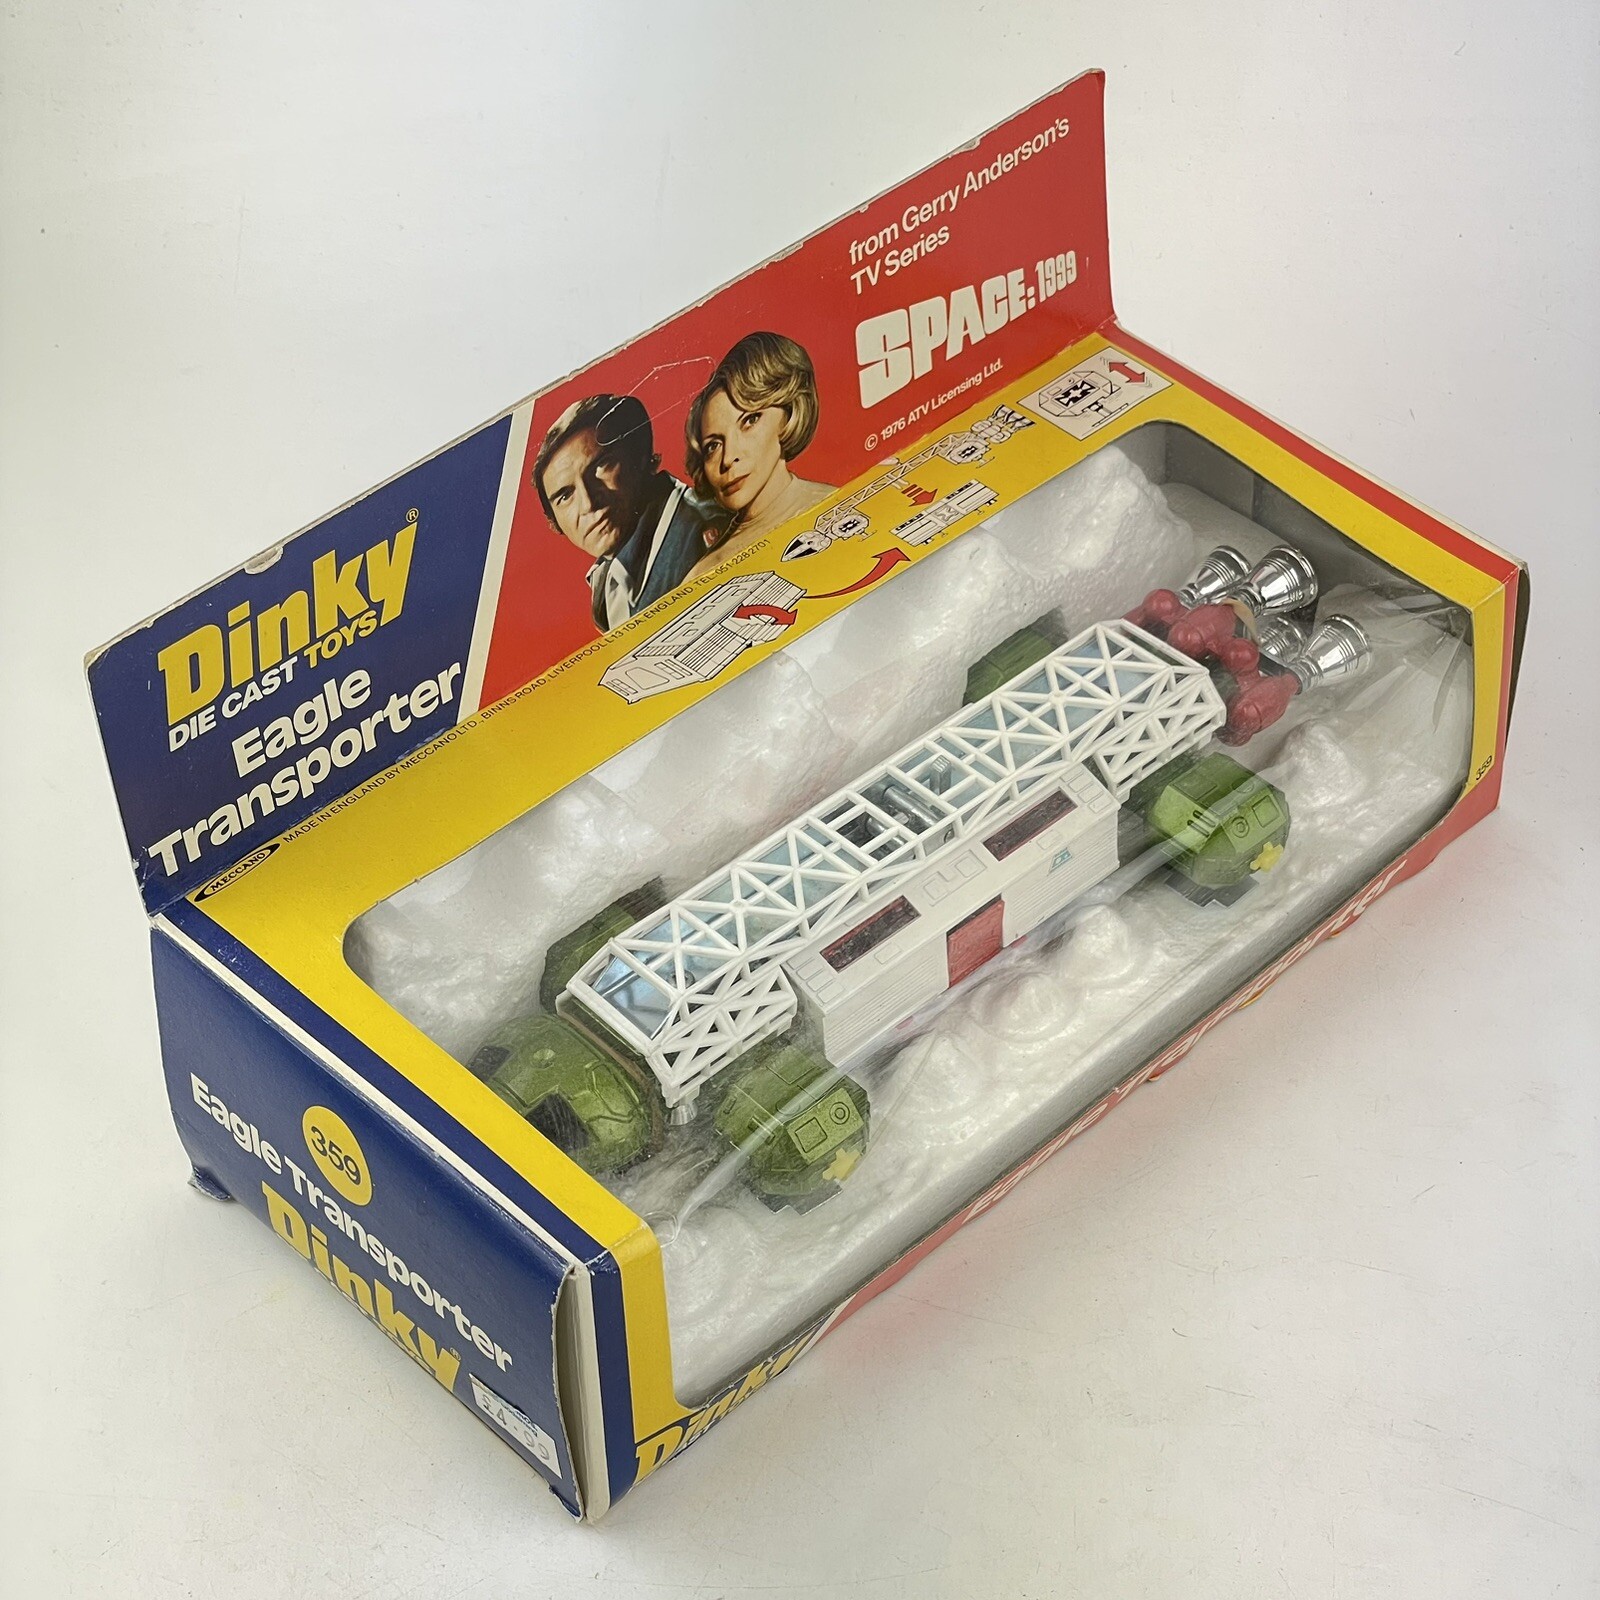 from Gerry Anderson's
TV Series
SPACE: 1999
© 1976 ATV Licensing Ltd.
Dinky®
DIE CAST TOYS
Eagle
Transporter
MECCANO
MADE IN ENGLAND BY MECCANO LTD., BINNS ROAD, LIVERPOOL L13 1DA. ENGLAND. TEL: 051-228 2701
359
359
Eagle Transporter
Dinky®
£4.99
Dinky
Eagle Transporter